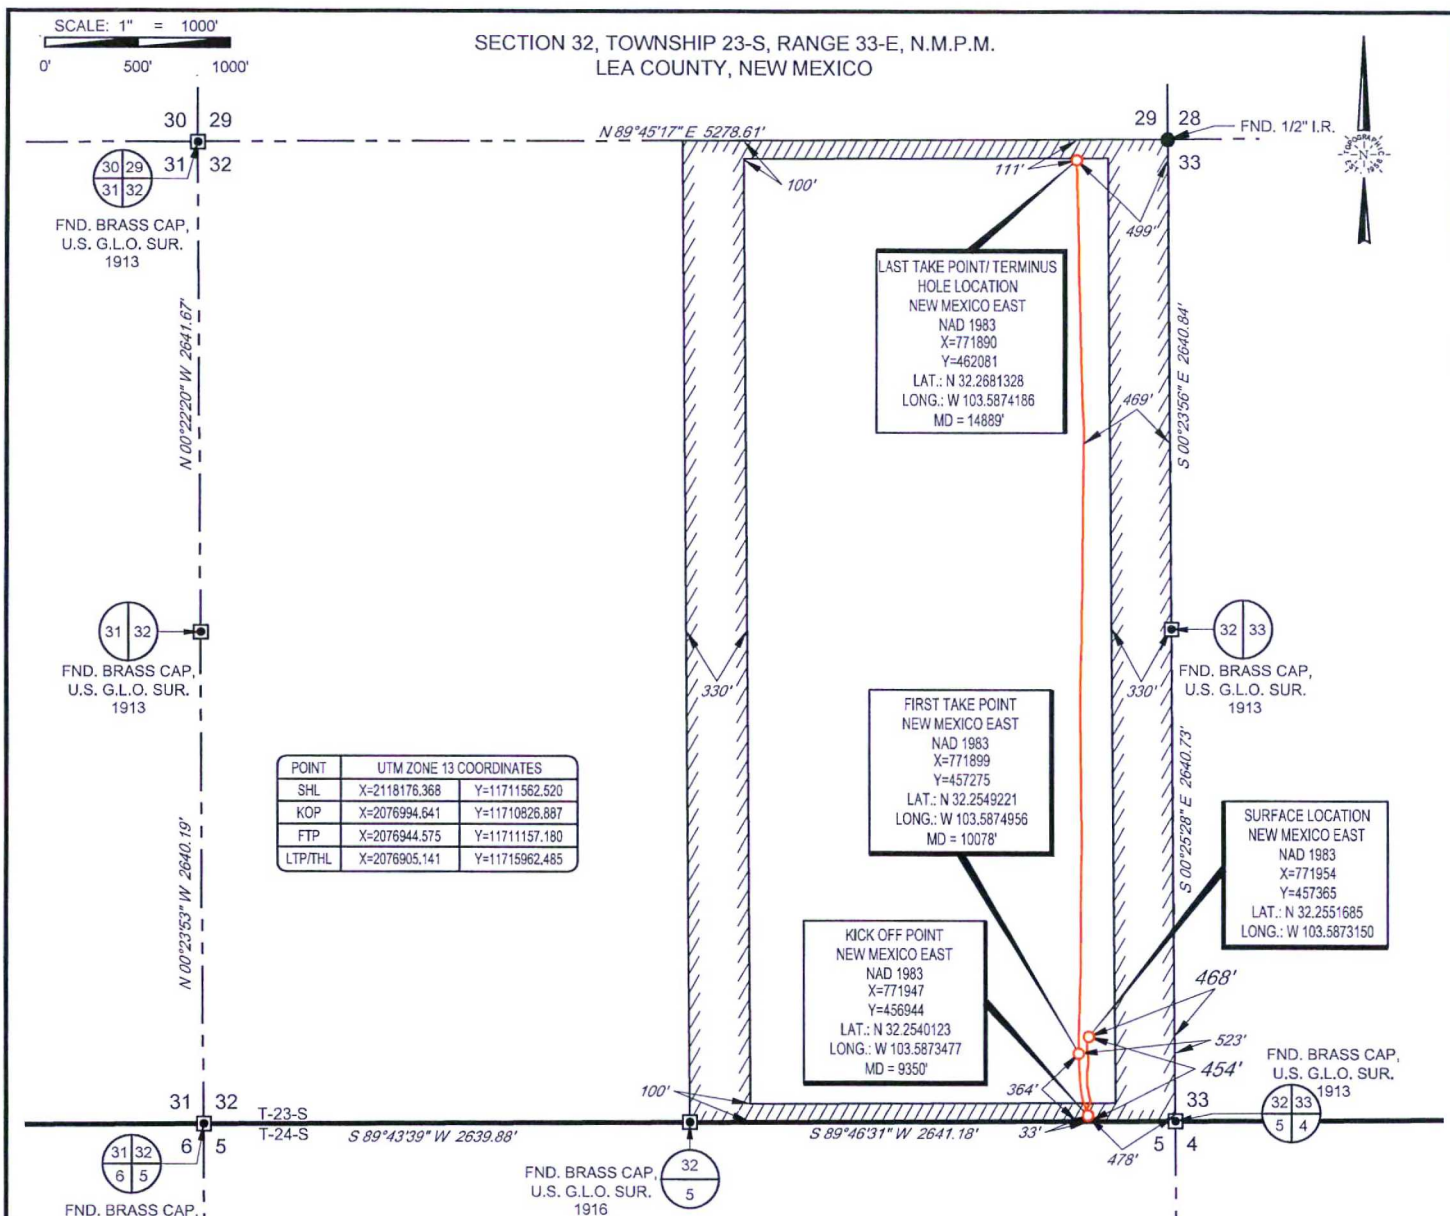 SCALE: 1" = 1000'
0' 500' 1000'
SECTION 32, TOWNSHIP 23-S, RANGE 33-E, N.M.P.M.
LEA COUNTY, NEW MEXICO
30 29
31 32
N 89°45'17" E 5278.61'
29 28
33
FND. 1/2" I.R.
TOPOGRAPHIC
N
EST. 1958
30 29
31 32
FND. BRASS CAP,
U.S. G.L.O. SUR.
1913
100'
111'
499'
LAST TAKE POINT/ TERMINUS
HOLE LOCATION
NEW MEXICO EAST
NAD 1983
X=771890
Y=462081
LAT.: N 32.2681328
LONG.: W 103.5874186
MD = 14889'
N 00°22'20" W 2641.67'
S 00°23'56" E 2640.84'
469'
31 32
FND. BRASS CAP,
U.S. G.L.O. SUR.
1913
330'
330'
32 33
FND. BRASS CAP,
U.S. G.L.O. SUR.
1913
FIRST TAKE POINT
NEW MEXICO EAST
NAD 1983
X=771899
Y=457275
LAT.: N 32.2549221
LONG.: W 103.5874956
MD = 10078'
POINT UTM ZONE 13 COORDINATES
SHL X=2118176.368 Y=11711562.520
KOP X=2076994.641 Y=11710826.887
FTP X=2076944.575 Y=11711157.180
LTP/THL X=2076905.141 Y=11715962.485
N 00°23'53" W 2640.19'
S 00°25'28" E 2640.73'
SURFACE LOCATION
NEW MEXICO EAST
NAD 1983
X=771954
Y=457365
LAT.: N 32.2551685
LONG.: W 103.5873150
KICK OFF POINT
NEW MEXICO EAST
NAD 1983
X=771947
Y=456944
LAT.: N 32.2540123
LONG.: W 103.5873477
MD = 9350'
468'
523'
454'
364'
100'
33'
478'
FND. BRASS CAP,
U.S. G.L.O. SUR.
1913
32 33
5 4
31 32
6 5
T-23-S
T-24-S
S 89°43'39" W 2639.88'
S 89°46'31" W 2641.18'
33
5 4
31 32
6 5
FND. BRASS CAP,
32
5
FND. BRASS CAP,
U.S. G.L.O. SUR.
1916